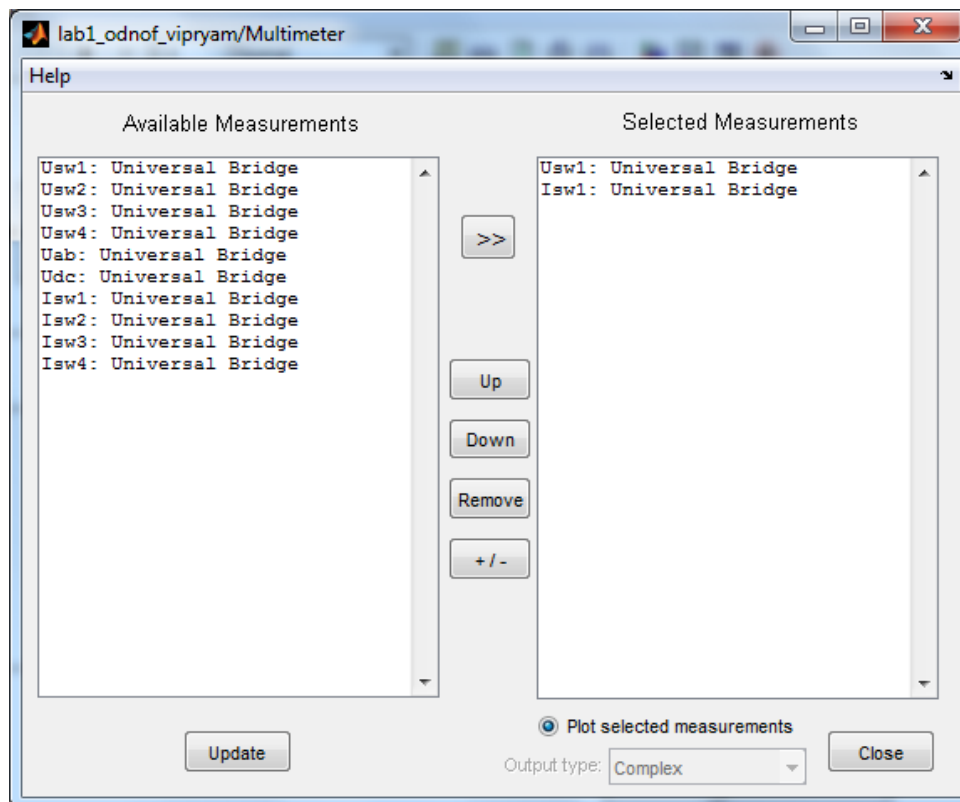 lab1_odnof_vipryam/Multimeter
Help
Available Measurements
Selected Measurements
Usw1: Universal Bridge
Usw2: Universal Bridge
Usw3: Universal Bridge
Usw4: Universal Bridge
Uab: Universal Bridge
Udc: Universal Bridge
Isw1: Universal Bridge
Isw2: Universal Bridge
Isw3: Universal Bridge
Isw4: Universal Bridge
>>
Up
Down
Remove
+ / -
Usw1: Universal Bridge
Isw1: Universal Bridge
Update
Plot selected measurements
Output type: Complex
Close